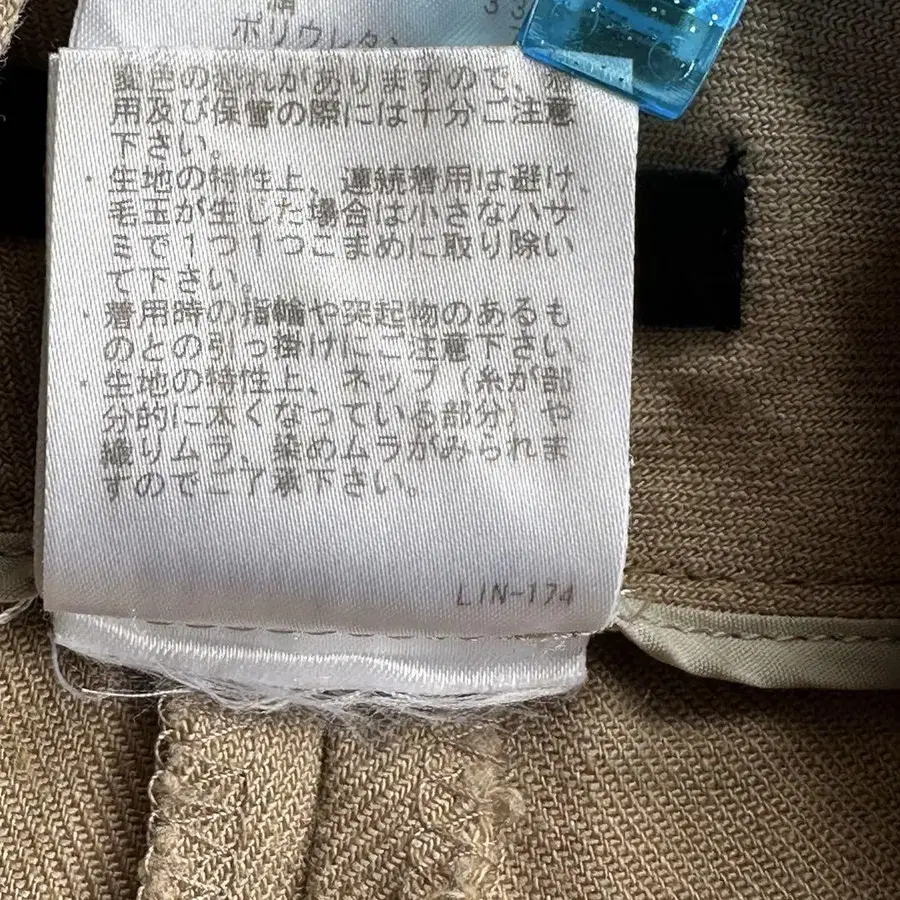 ポリウレタン
変色の恐れがありますので、着
用及び保管の際には十分ご注意
下さい。
・生地の特性上、連続着用は避け、
毛玉が生じた場合は小さなハサ
ミで1つ1つこまめに取り除い
て下さい。
・着用時の指輪や突起物のあるも
のとの引っ掛けにご注意下さい
・生地の特性上、ネップ(糸が部
分的に太くなっている部分)や
織りムラ、染めムラがみられま
すのでご了承下さい。
LIN-174